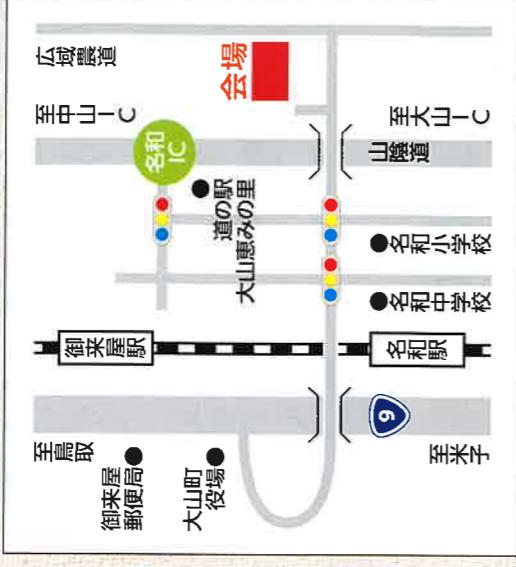 広域農道
会場
至中山IC
至大山IC
名和
IC
山陰道
道の駅
大山恵みの里
名和小学校
名和中学校
御来屋駅
名和駅
9
至鳥取
至米子
御来屋
郵便局
大山町
役場